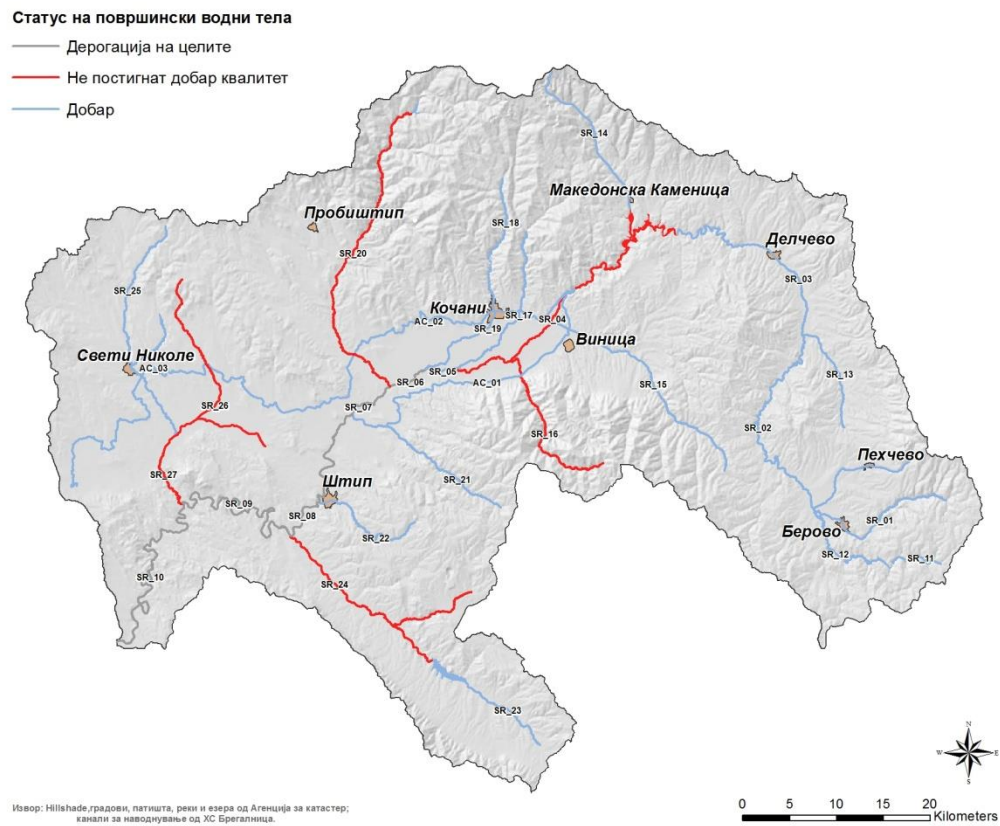 Статус на површински водни тела
Дерогација на целите
Не постигнат добар квалитет
Добар
SR_14
Македонска Каменица
Пробиштип
SR_18
Делчево
SR_20
SR_03
SR_25
Кочани
SR_17
SR_04
AC_02
SR_19
Виница
Свети Николе
AC_03
SR_05
SR_06
AC_01
SR_15
SR_13
SR_26
SR_07
SR_02
SR_16
Пехчево
SR_27
SR_21
Штип
SR_09
SR_08
SR_01
Берово
SR_22
SR_12
SR_11
SR_10
SR_24
SR_23
N
W
E
S
0 5 10 15 20
Kilometers
Извор: Hillshade,градови, патишта, реки и езера од Агенција за катастер;
канали за наводнување од ХС Брегалница.